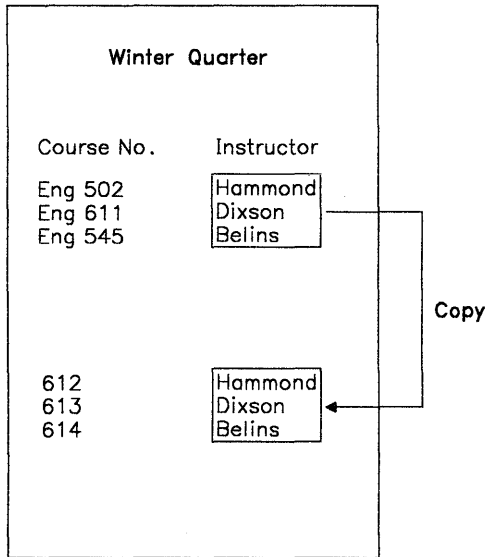 Winter Quarter
Course No. Instructor
Eng 502 Hammond
Eng 611 Dixson
Eng 545 Belins
Copy
612 Hammond
613 Dixson
614 Belins